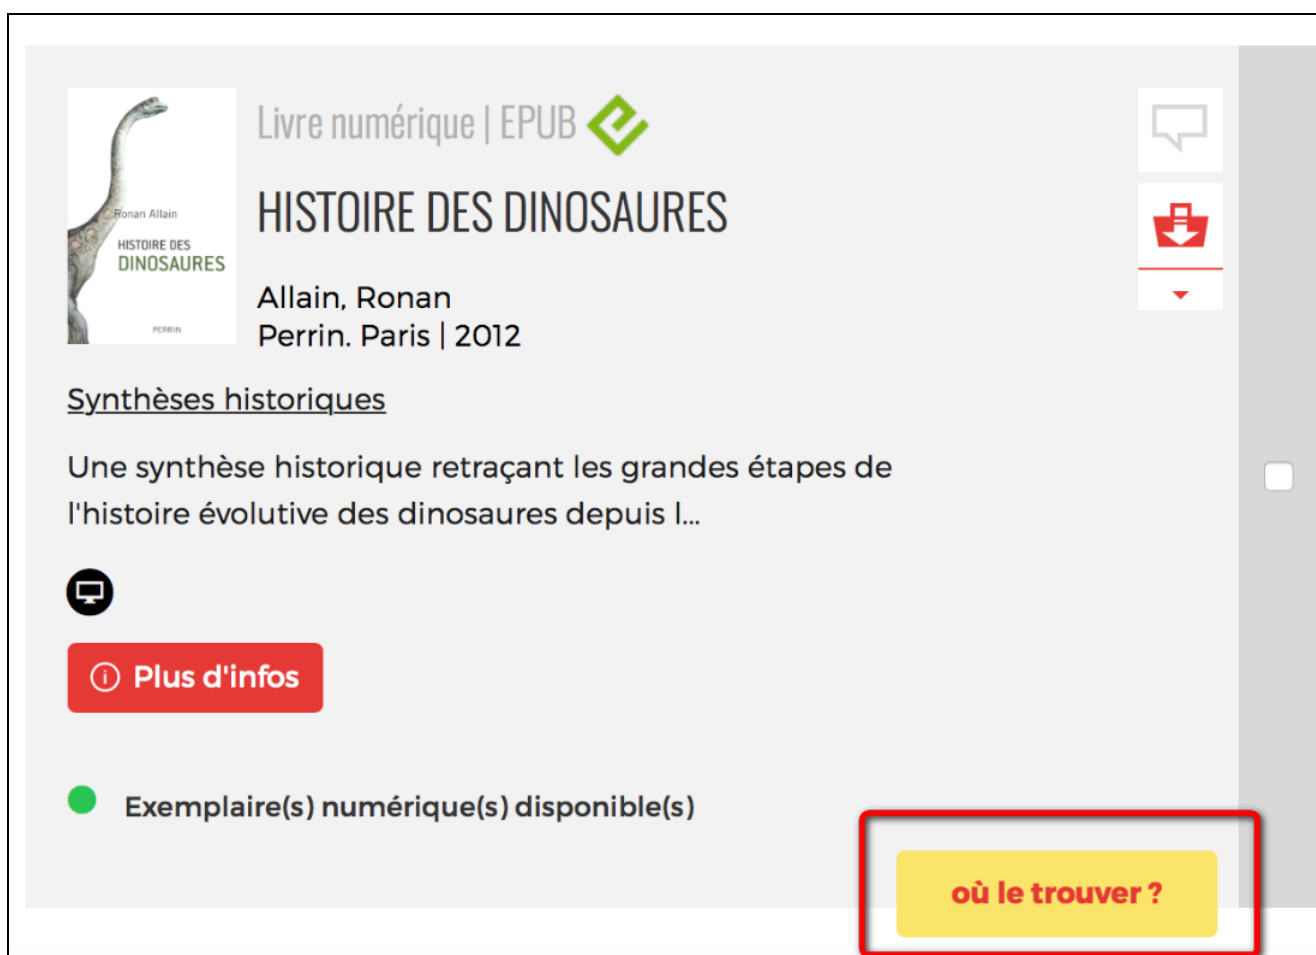 Livre numérique | EPUB
HISTOIRE DES DINOSAURES
Ronan Allain
HISTOIRE DES
DINOSAURES
PERRIN
Allain, Ronan
Perrin. Paris | 2012
Synthèses historiques
Une synthèse historique retraçant les grandes étapes de
l'histoire évolutive des dinosaures depuis l...
Plus d'infos
Exemplaire(s) numérique(s) disponible(s)
où le trouver ?